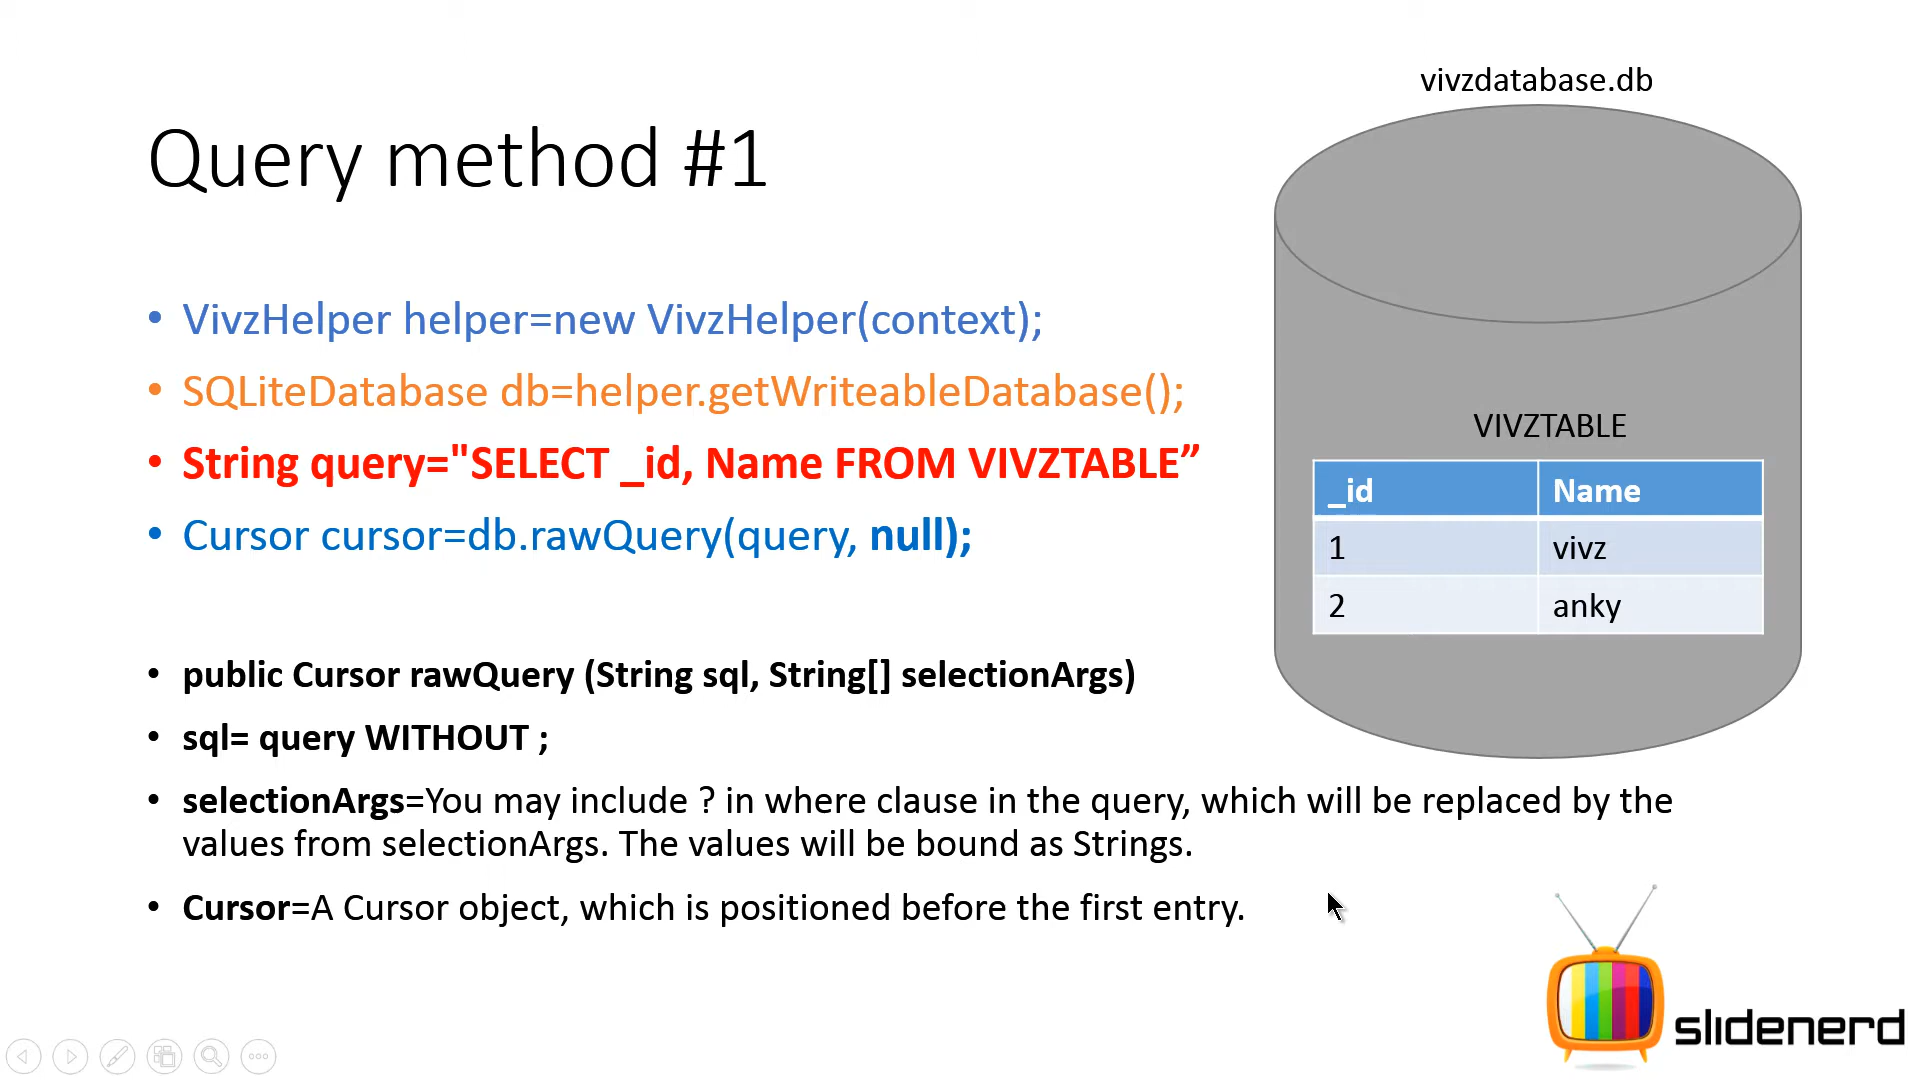 vivzdatabase.db
Query method #1
• VivzHelper helper=new VivzHelper(context);
• SQLiteDatabase db=helper.getWriteableDatabase();
• String query="SELECT _id, Name FROM VIVZTABLE”
• Cursor cursor=db.rawQuery(query, null);
VIVZTABLE
_id Name
1 vivz
2 anky
• public Cursor rawQuery (String sql, String[] selectionArgs)
• sql= query WITHOUT ;
• selectionArgs=You may include ? in where clause in the query, which will be replaced by the
values from selectionArgs. The values will be bound as Strings.
• Cursor=A Cursor object, which is positioned before the first entry.
slidenerd